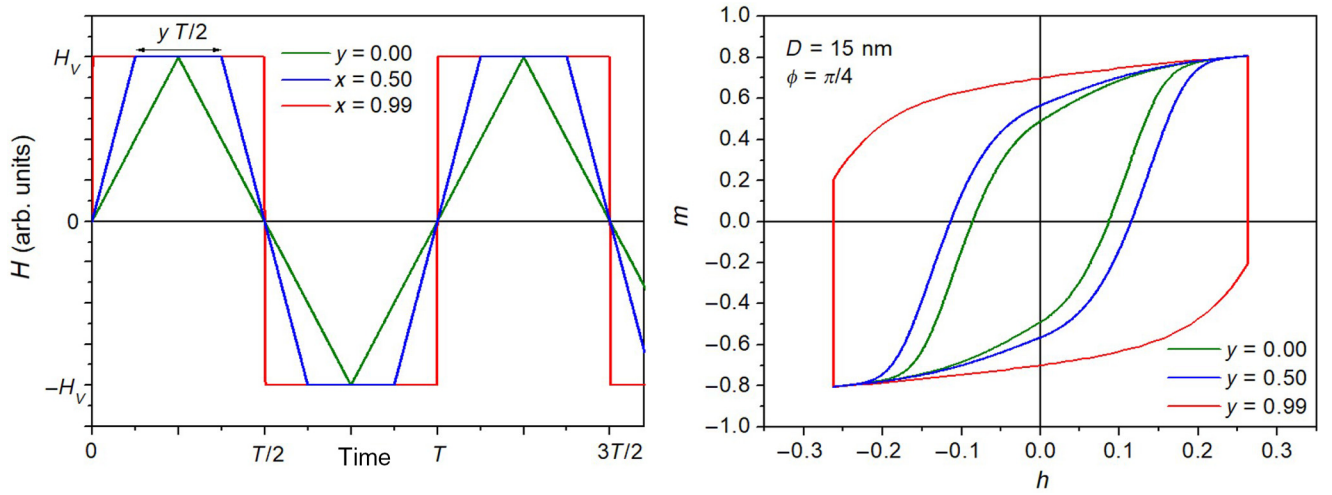 y T/2
y = 0.00
x = 0.50
x = 0.99
H_V
0
−H_V
H (arb. units)
0
T/2
Time
T
3T/2
D = 15 nm
ϕ = π/4
1.0
0.8
0.6
0.4
0.2
0.0
−0.2
−0.4
−0.6
−0.8
−1.0
m
y = 0.00
y = 0.50
y = 0.99
−0.3
−0.2
−0.1
0.0
0.1
0.2
0.3
h